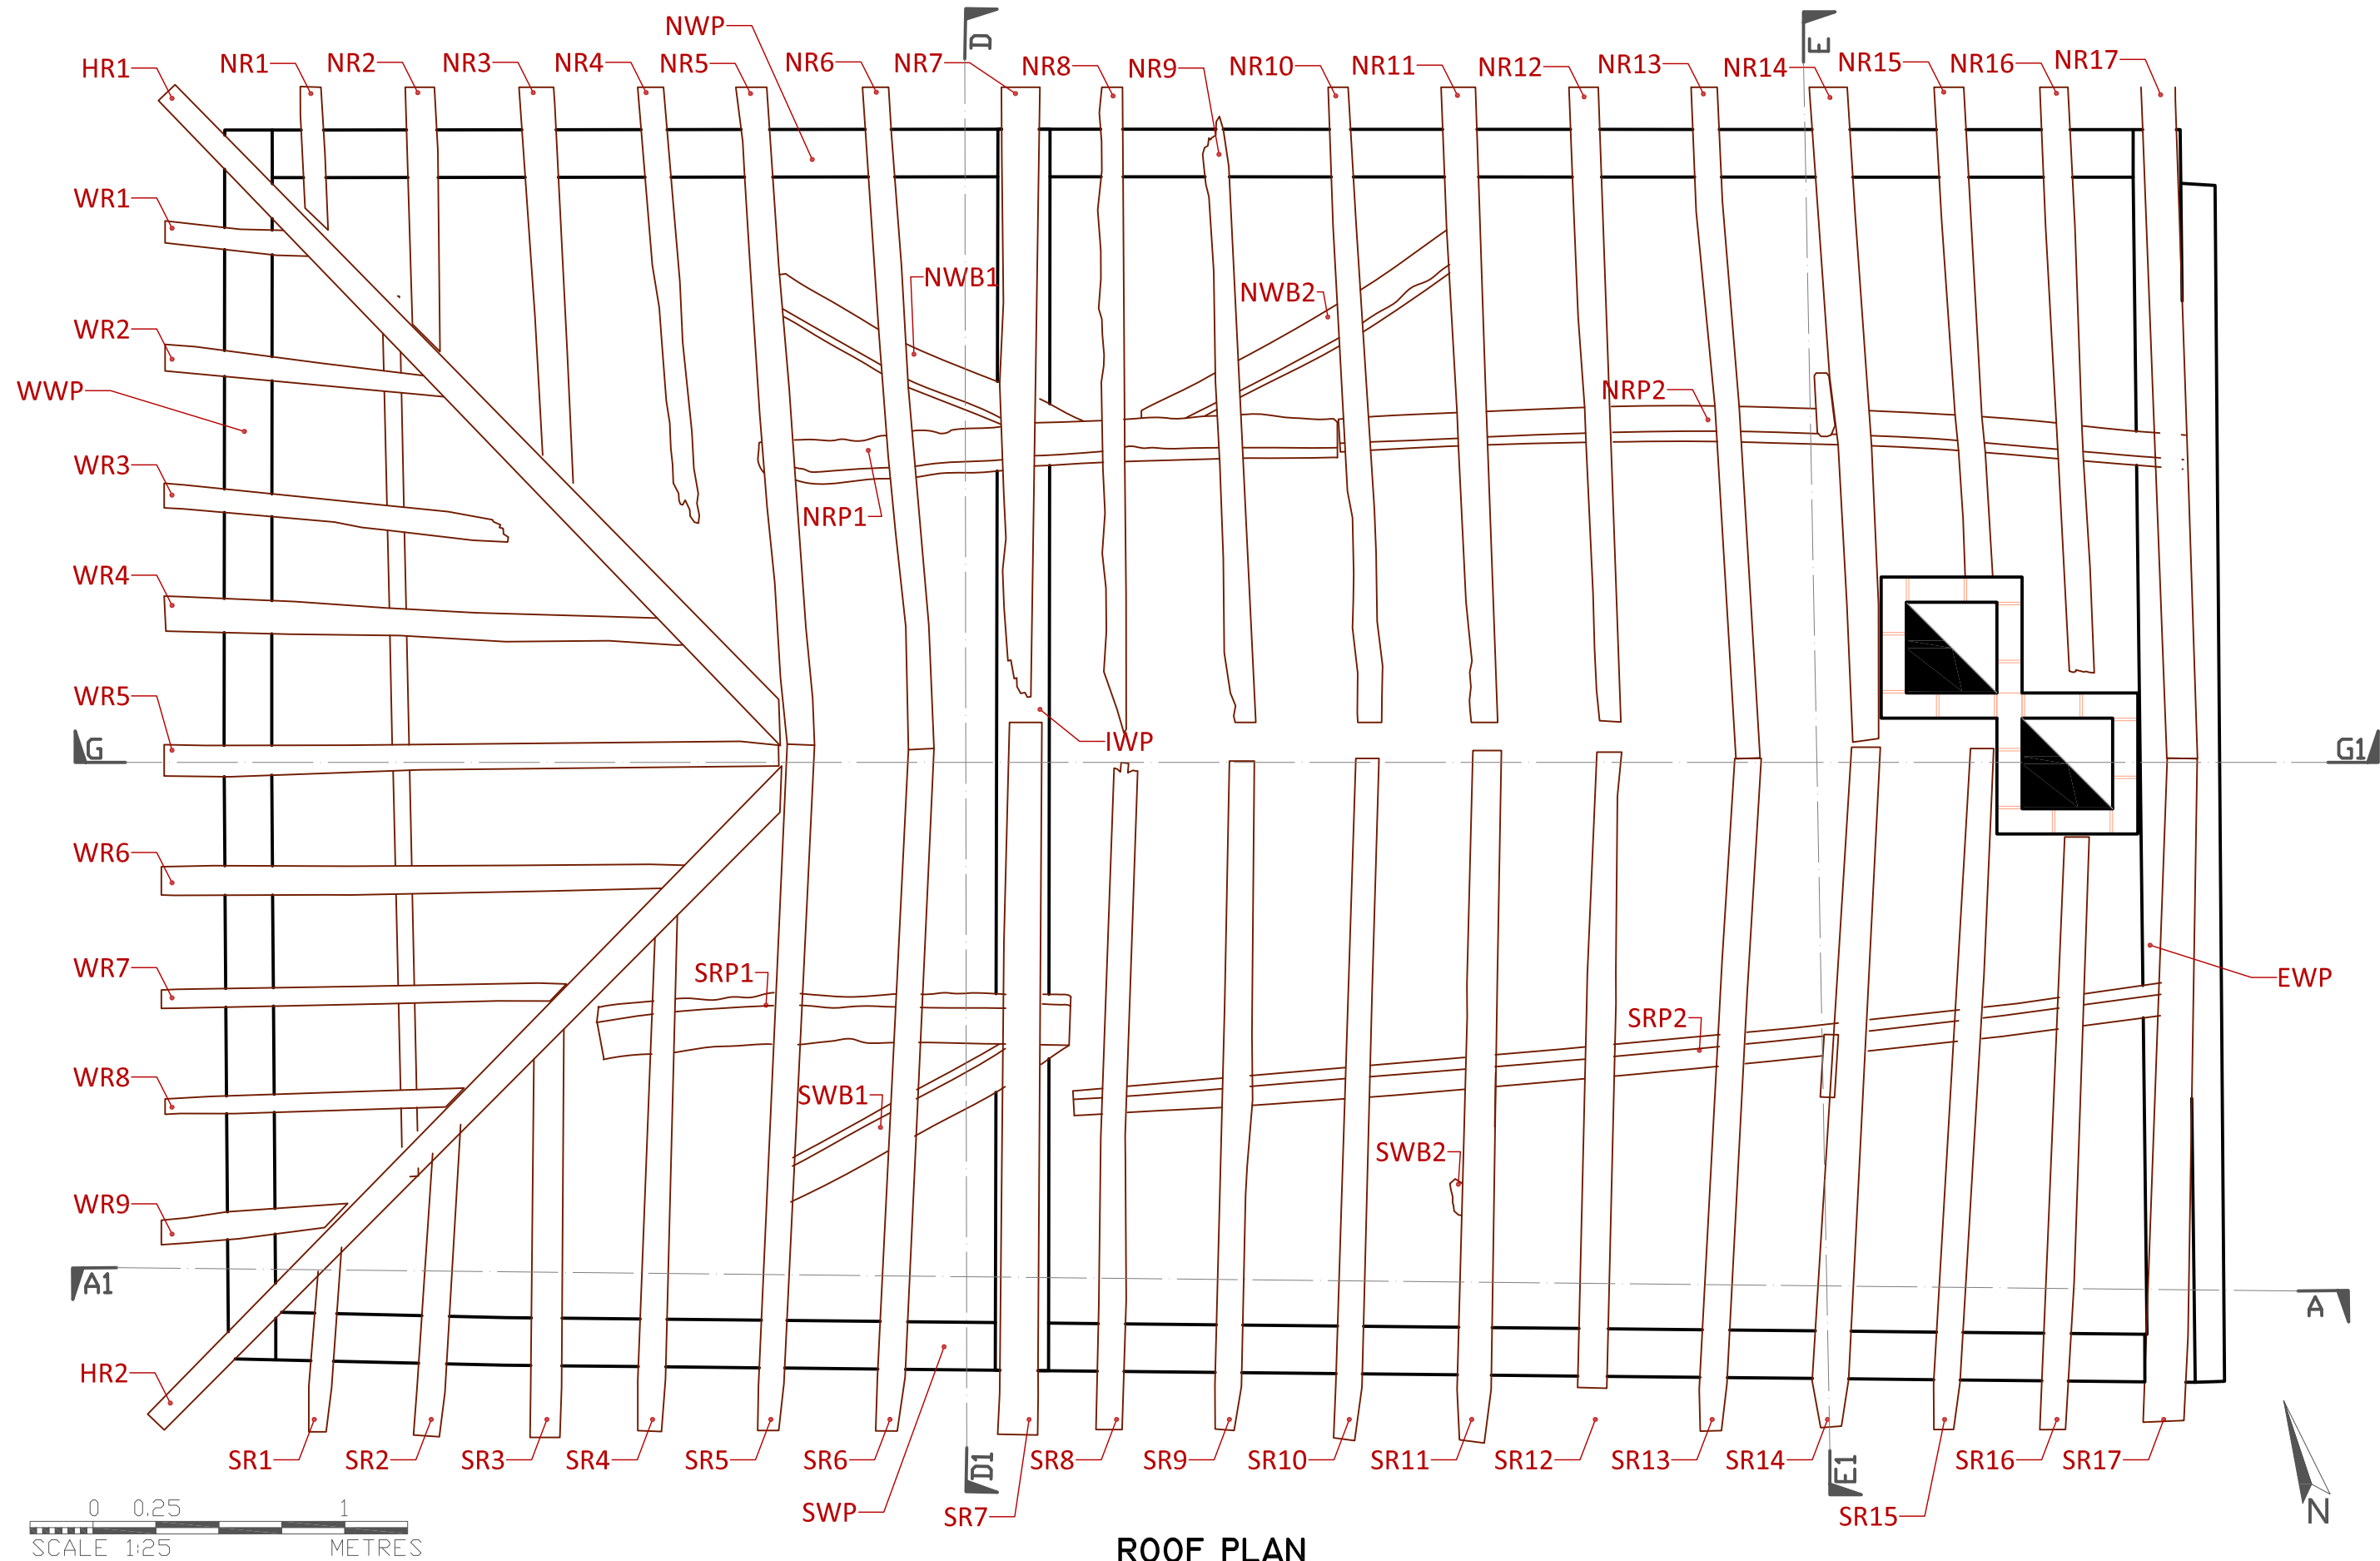 NWP
D
E
HR1
NR1
NR2
NR3
NR4
NR5
NR6
NR7
NR8
NR9
NR10
NR11
NR12
NR13
NR14
NR15
NR16
NR17
WR1
NWB1
NWB2
WR2
WWP
NRP2
WR3
NRP1
WR4
WR5
G
IWP
G1
WR6
WR7
SRP1
EWP
SRP2
WR8
SWB1
SWB2
WR9
A1
A
HR2
SR1
SR2
SR3
SR4
SR5
SR6
D1
SR8
SR9
SR10
SR11
SR12
SR13
SR14
E1
SR16
SR17
SWP
SR7
SR15
N
0 0.25 1
SCALE 1:25 METRES
ROOF PLAN